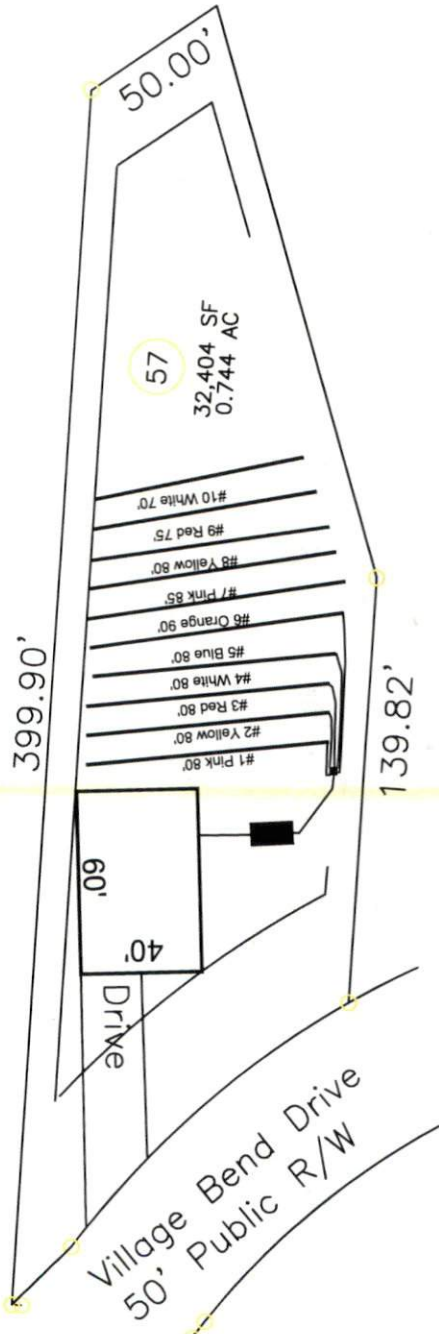 50.00'
57
32,404 SF
0.744 AC
#10 White 70'
#9 Red 75'
#8 Yellow 80'
#7 Pink 85'
#6 Orange 90'
#5 Blue 80'
#4 White 80'
#3 Red 80'
#2 Yellow 80'
#1 Pink 80'
399.90'
139.82'
60'
40'
Drive
Village Bend Drive
50' Public R/W